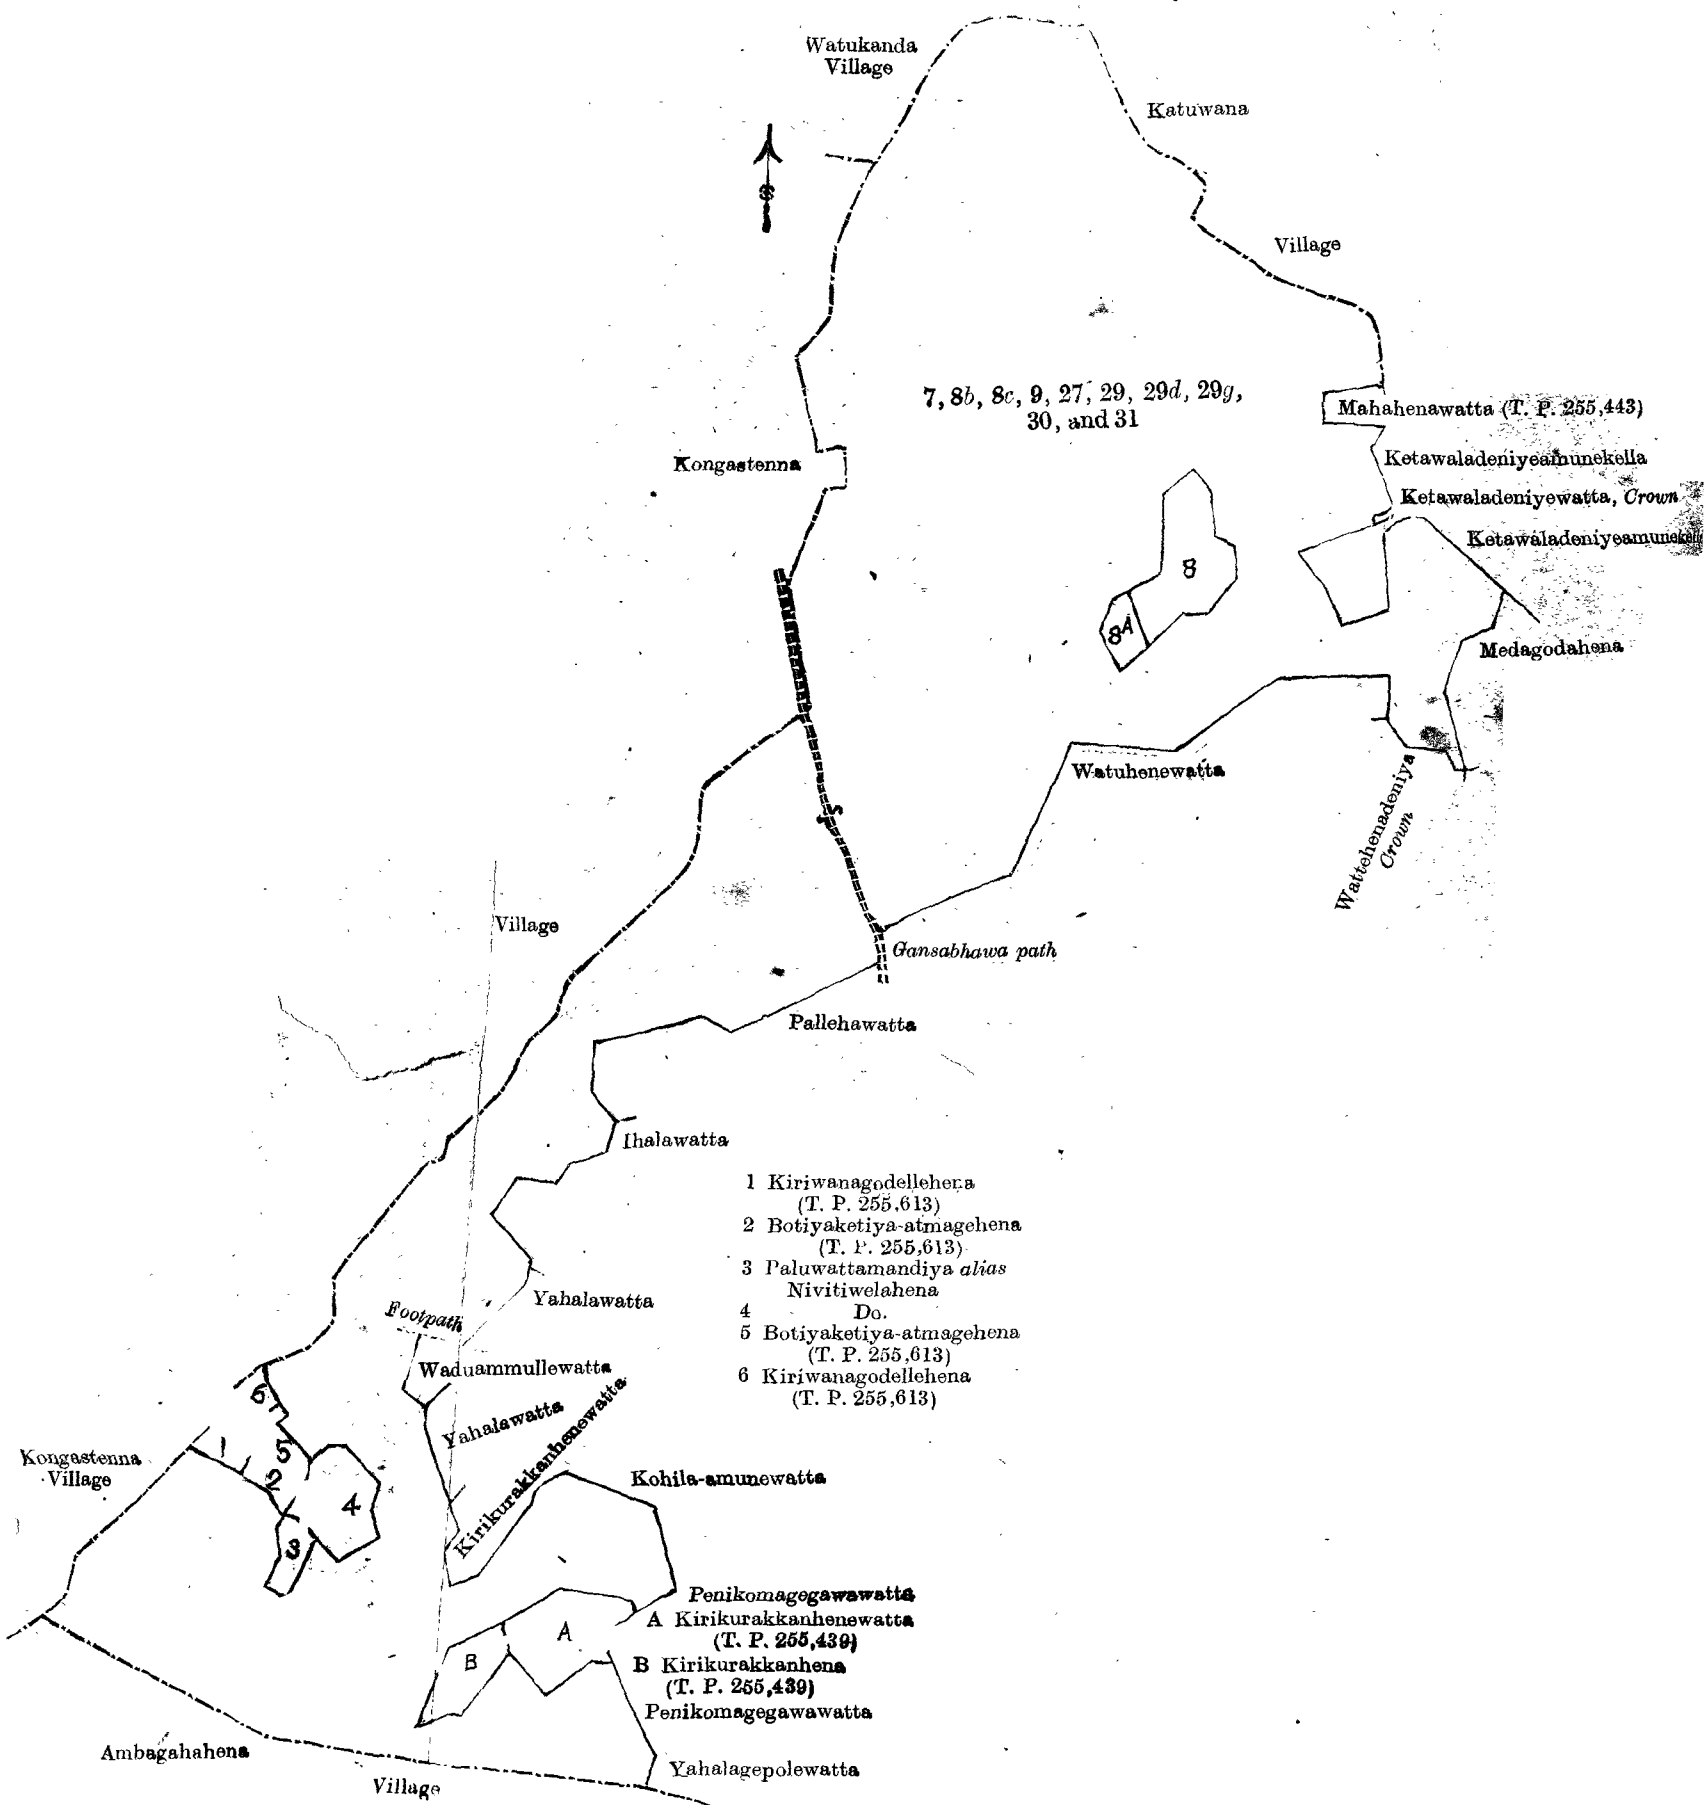 Watukanda
Village
Katuwana
Village
7, 8b, 8c, 9, 27, 29, 29d, 29g,
30, and 31
Mahahenawatta (T. P. 255,443)
Kongastenna
Ketawaladeniyeamunekella
Ketawaladeniyewatta, Crown
Ketawaladeniyeamunekella
8
8A
Medagodahena
Watuhenewatta
Wattehenadeniya
Crown
Village
Gansabhawa path
Pallehawatta
Ihalawatta
1 Kiriwanagodellehena
(T. P. 255,613)
2 Botiyaketiya-atmagehena
(T. P. 255,613)
3 Paluwattamandiya alias
Nivitiwelahena
4 Do.
5 Botiyaketiya-atmagehena
(T. P. 255,613)
6 Kiriwanagodellehena
(T. P. 255,613)
Yahalawatta
Footpath
Waduammullewatta
6
Yahalawatta
Kirikurakkanhenewatta
Kongastenna
Village
1
5
2
4
3
Kohila-amunewatta
Penikomagegawawatta
A Kirikurakkanhenewatta
(T. P. 255,439)
A
B
B Kirikurakkanhena
(T. P. 255,439)
Penikomagegawawatta
Ambagahahena
Village
Yahalagepolewatta